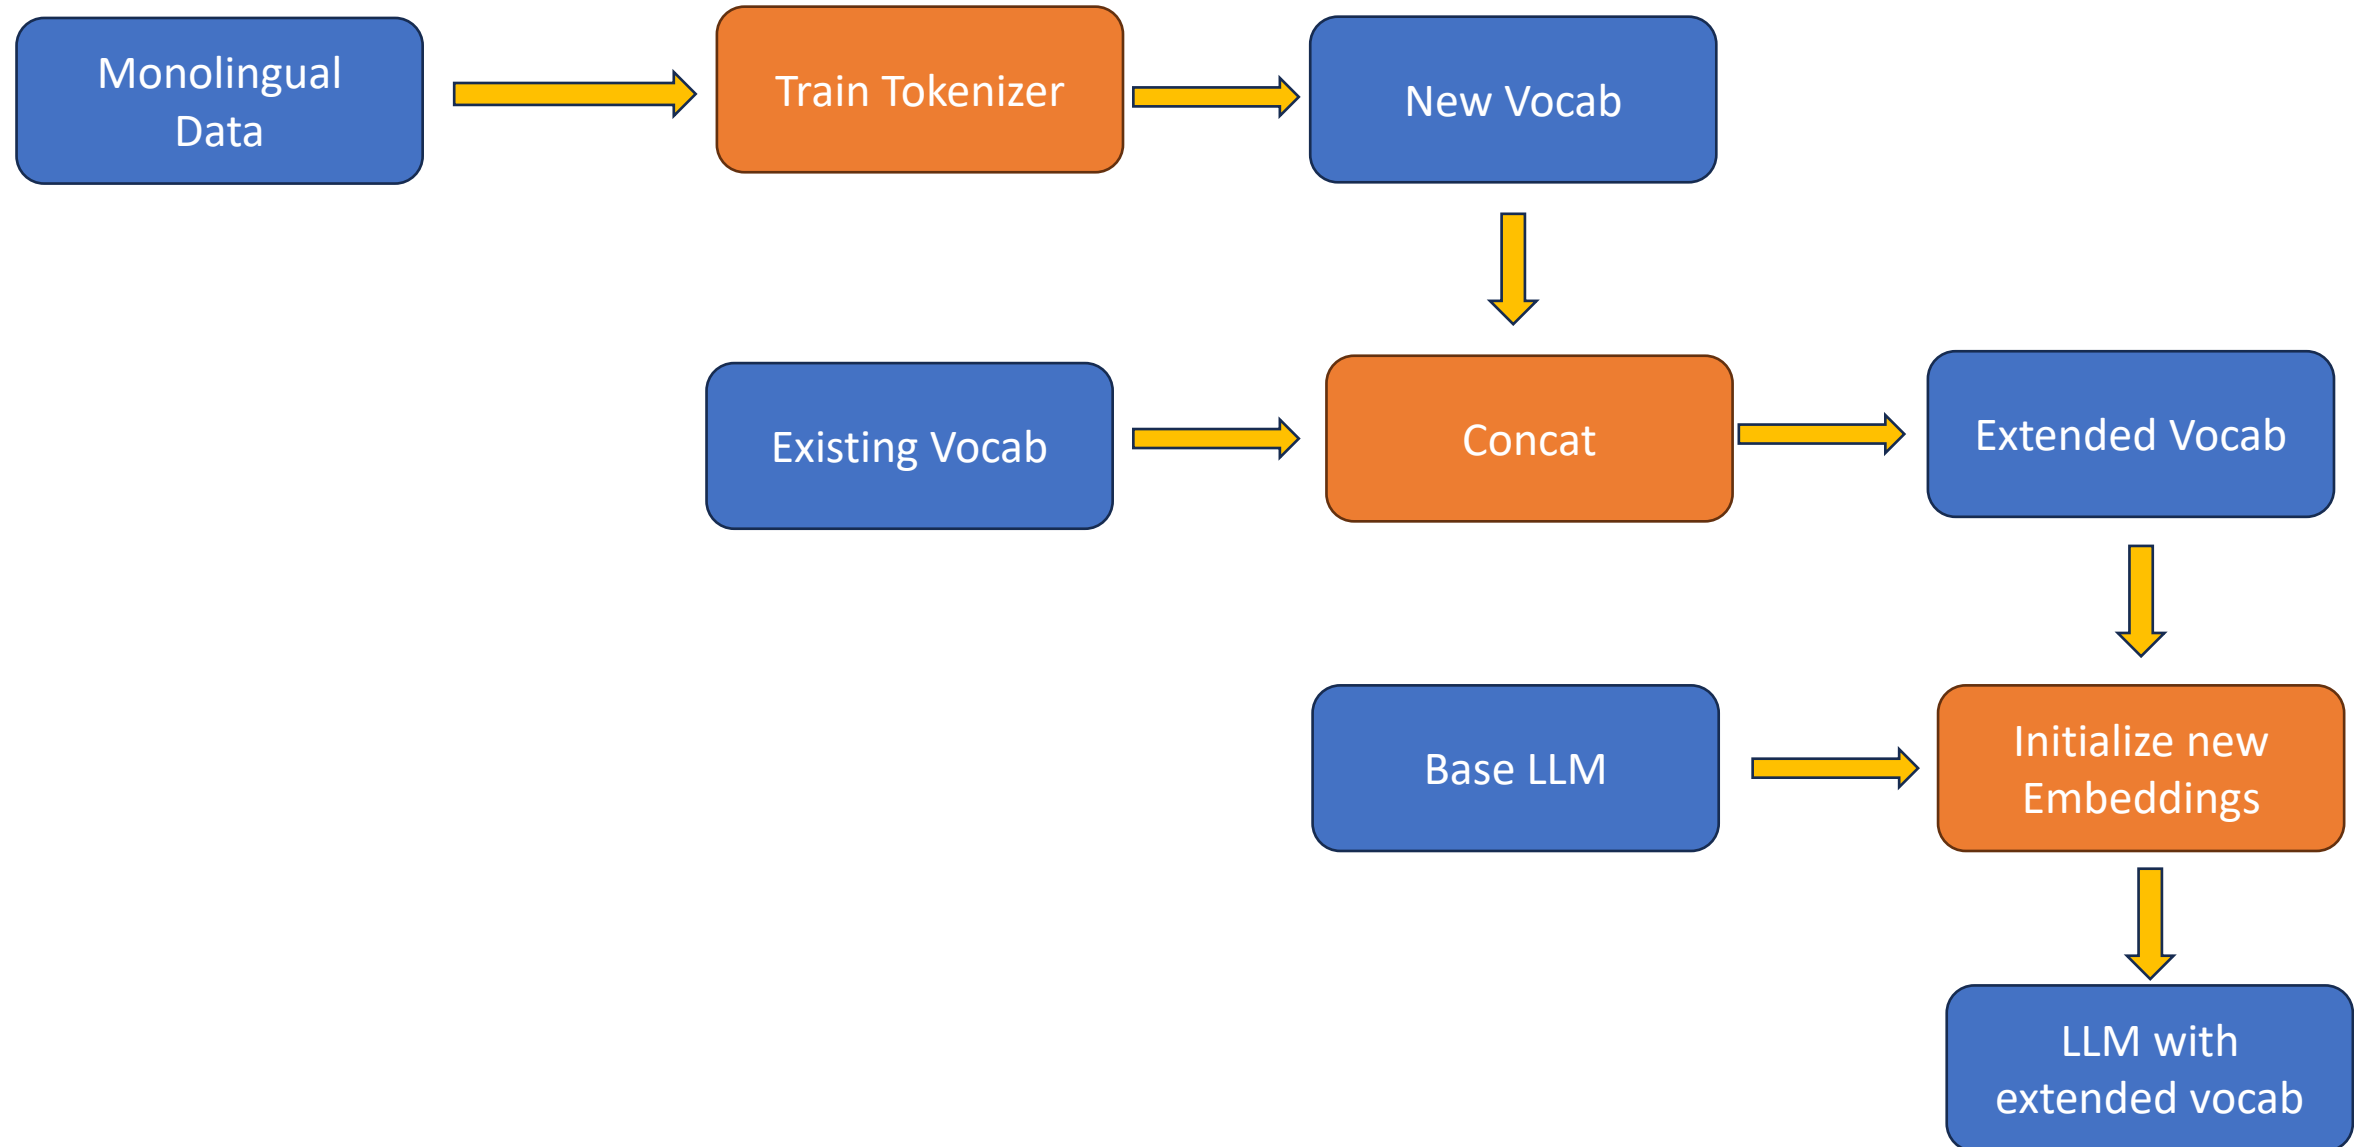 Monolingual
Data
Train Tokenizer
New Vocab
Existing Vocab
Concat
Extended Vocab
Base LLM
Initialize new
Embeddings
LLM with
extended vocab